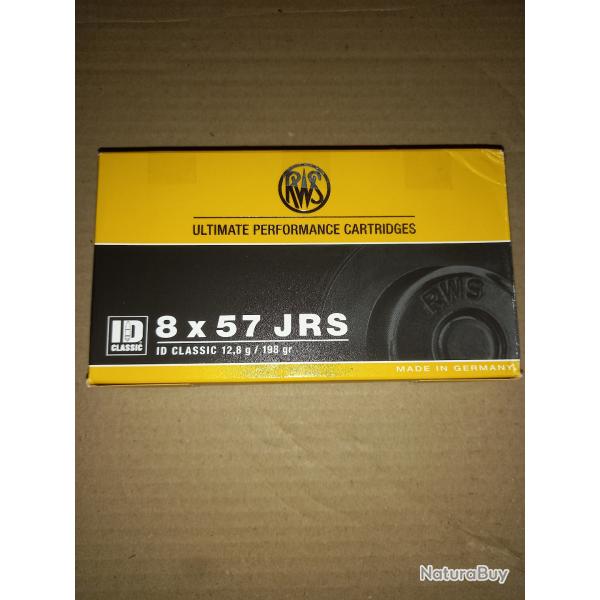 RWS
ULTIMATE PERFORMANCE CARTRIDGES
RWS
ID
CLASSIC
8 x 57 JRS
ID CLASSIC 12,8 g / 198 gr
MADE IN GERMANY
NaturaBuy